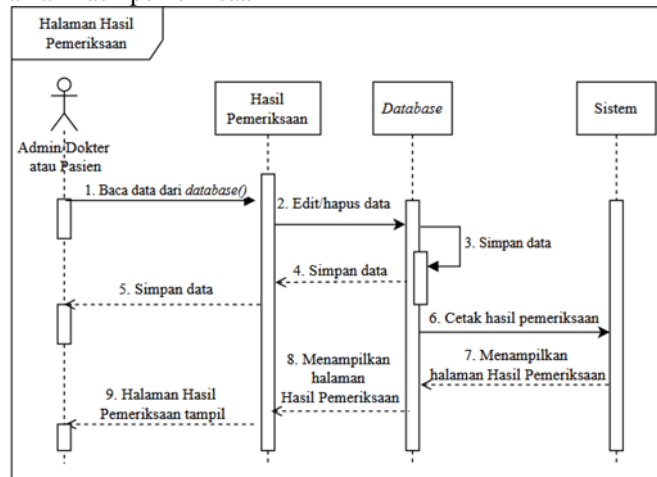 Halaman Hasil
Pemeriksaan
Hasil
Pemeriksaan
Database
Sistem
Admin Dokter
atau Pasien
1. Baca data dari database()
2. Edit/hapus data
3. Simpan data
4. Simpan data
5. Simpan data
6. Cetak hasil pemeriksaan
7. Menampilkan
halaman Hasil Pemeriksaan
8. Menampilkan
halaman
Hasil Pemeriksaan
9. Halaman Hasil
Pemeriksaan tampil